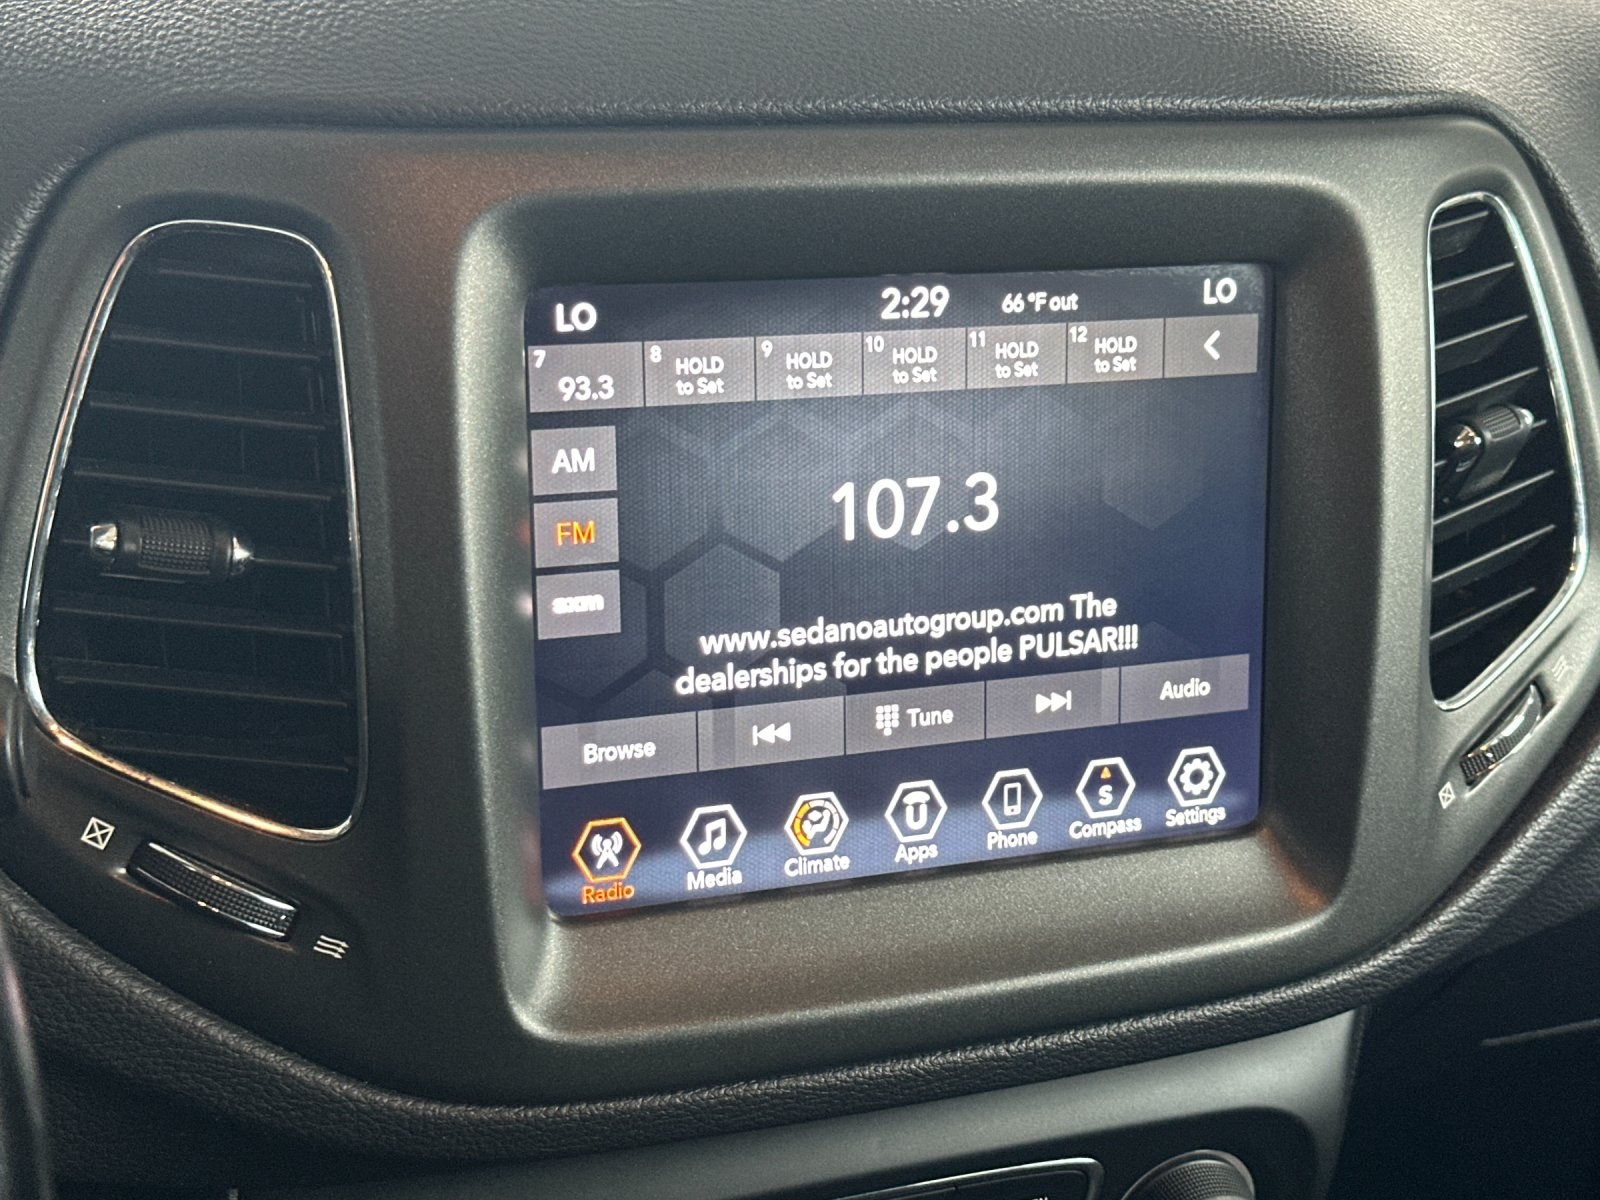 LO 2:29 66 °F out LO
7 93.3
8 HOLD to Set
9 HOLD to Set
10 HOLD to Set
11 HOLD to Set
12 HOLD to Set
AM
FM
sxm
107.3
www.sedanoautogroup.com The
dealerships for the people PULSAR!!!
Browse Tune Audio
Radio Media Climate Apps Phone S Compass Settings